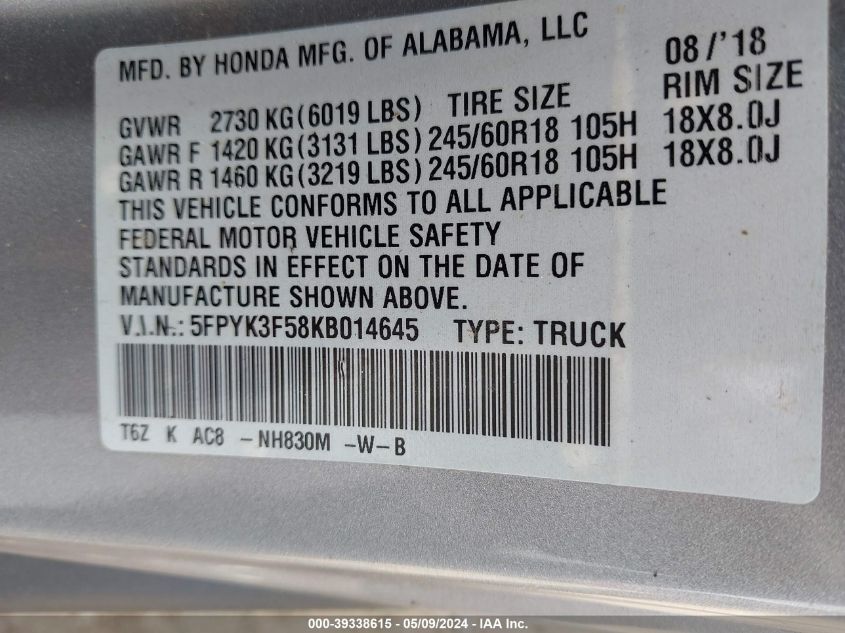 MFD. BY HONDA MFG. OF ALABAMA, LLC 08/'18
TIRE SIZE RIM SIZE
GVWR 2730 KG(6019 LBS)
GAWR F 1420 KG(3131 LBS) 245/60R18 105H 18X8.0J
GAWR R 1460 KG(3219 LBS) 245/60R18 105H 18X8.0J
THIS VEHICLE CONFORMS TO ALL APPLICABLE
FEDERAL MOTOR VEHICLE SAFETY
STANDARDS IN EFFECT ON THE DATE OF
MANUFACTURE SHOWN ABOVE.
V.I.N.: 5FPYK3F58KB014645 TYPE: TRUCK
T6Z K AC8 -NH830M -W-B
000-39338615 - 05/09/2024 - IAA Inc.